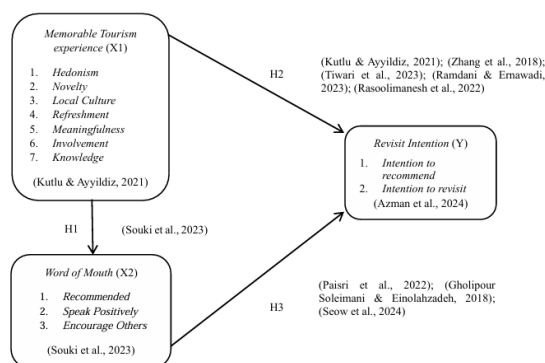 Memorable Tourism
experience (X1)
1. Hedonism
2. Novelty
3. Local Culture
4. Refreshment
5. Meaningfulness
6. Involvement
7. Knowledge
(Kutlu & Ayyildiz, 2021)
H2
(Kutlu & Ayyildiz, 2021); (Zhang et al., 2018);
(Tiwari et al., 2023); (Ramdani & Ernawadi,
2023); (Rasoolimanesh et al., 2022)
Revisit Intention (Y)
1. Intention to
recommend
2. Intention to revisit
(Azman et al., 2024)
H1
(Souki et al., 2023)
Word of Mouth (X2)
1. Recommended
2. Speak Positively
3. Encourage Others
(Souki et al., 2023)
H3
(Paisri et al., 2022); (Gholipour
Soleimani & Einolahzadeh, 2018);
(Seow et al., 2024)